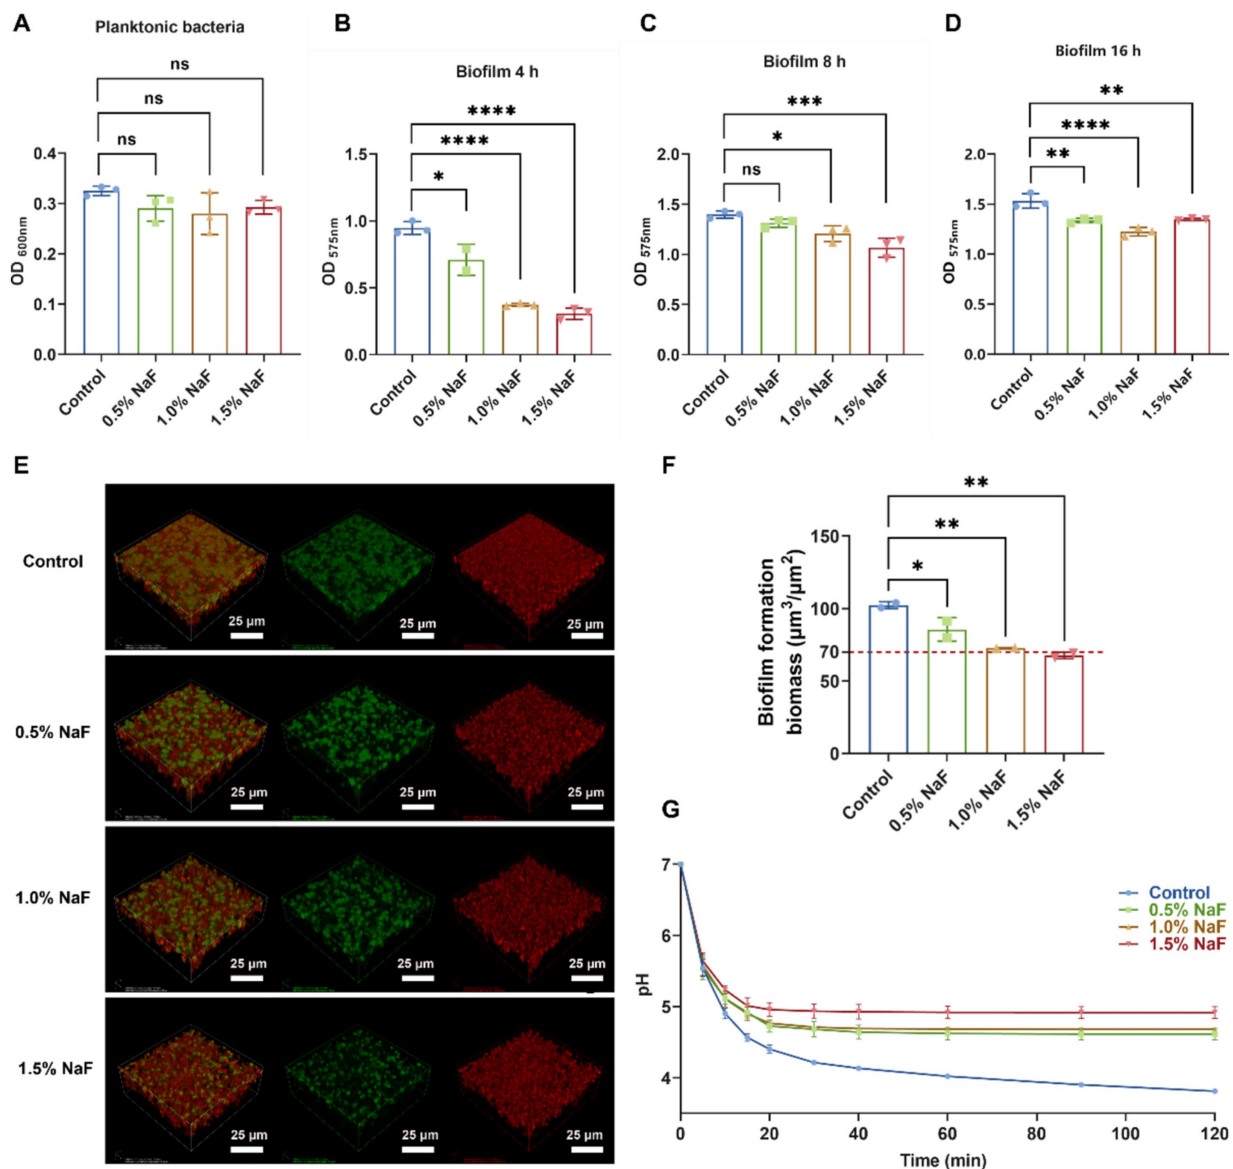 A
Planktonic bacteria
ns
ns
ns
0.4
0.3
0.2
0.1
0.0
OD 600nm
Control
0.5% NaF
1.0% NaF
1.5% NaF
B
Biofilm 4 h
****
****
*
1.5
1.0
0.5
0.0
OD 575nm
Control
0.5% NaF
1.0% NaF
1.5% NaF
C
Biofilm 8 h
***
*
ns
2.0
1.5
1.0
0.5
0.0
OD 575nm
Control
0.5% NaF
1.0% NaF
1.5% NaF
D
Biofilm 16 h
**
****
**
2.0
1.5
1.0
0.5
0.0
OD 575nm
Control
0.5% NaF
1.0% NaF
1.5% NaF
E
Control
25 µm
25 µm
25 µm
0.5% NaF
25 µm
25 µm
25 µm
1.0% NaF
25 µm
25 µm
25 µm
1.5% NaF
25 µm
25 µm
25 µm
F
**
**
*
150
100
70
50
0
Biofilm formation
biomass (µm³/µm²)
Control
0.5% NaF
1.0% NaF
1.5% NaF
G
7
6
5
4
pH
Control
0.5% NaF
1.0% NaF
1.5% NaF
0 20 40 60 80 100 120
Time (min)